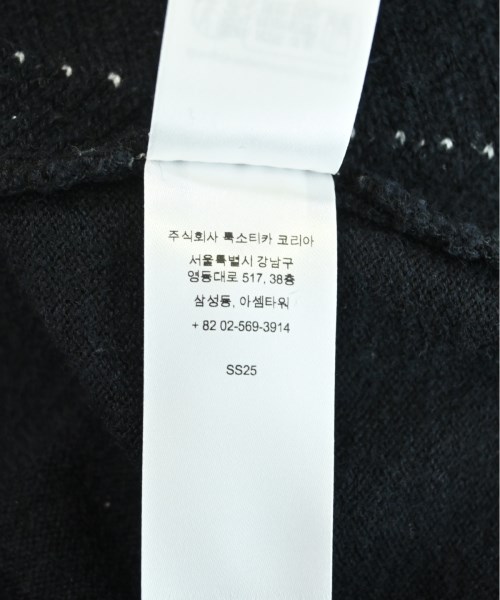 주식회사 룩소티카 코리아
서울특별시 강남구
영동대로 517, 38층
삼성동, 아셈타워
+ 82 02-569-3914
SS25